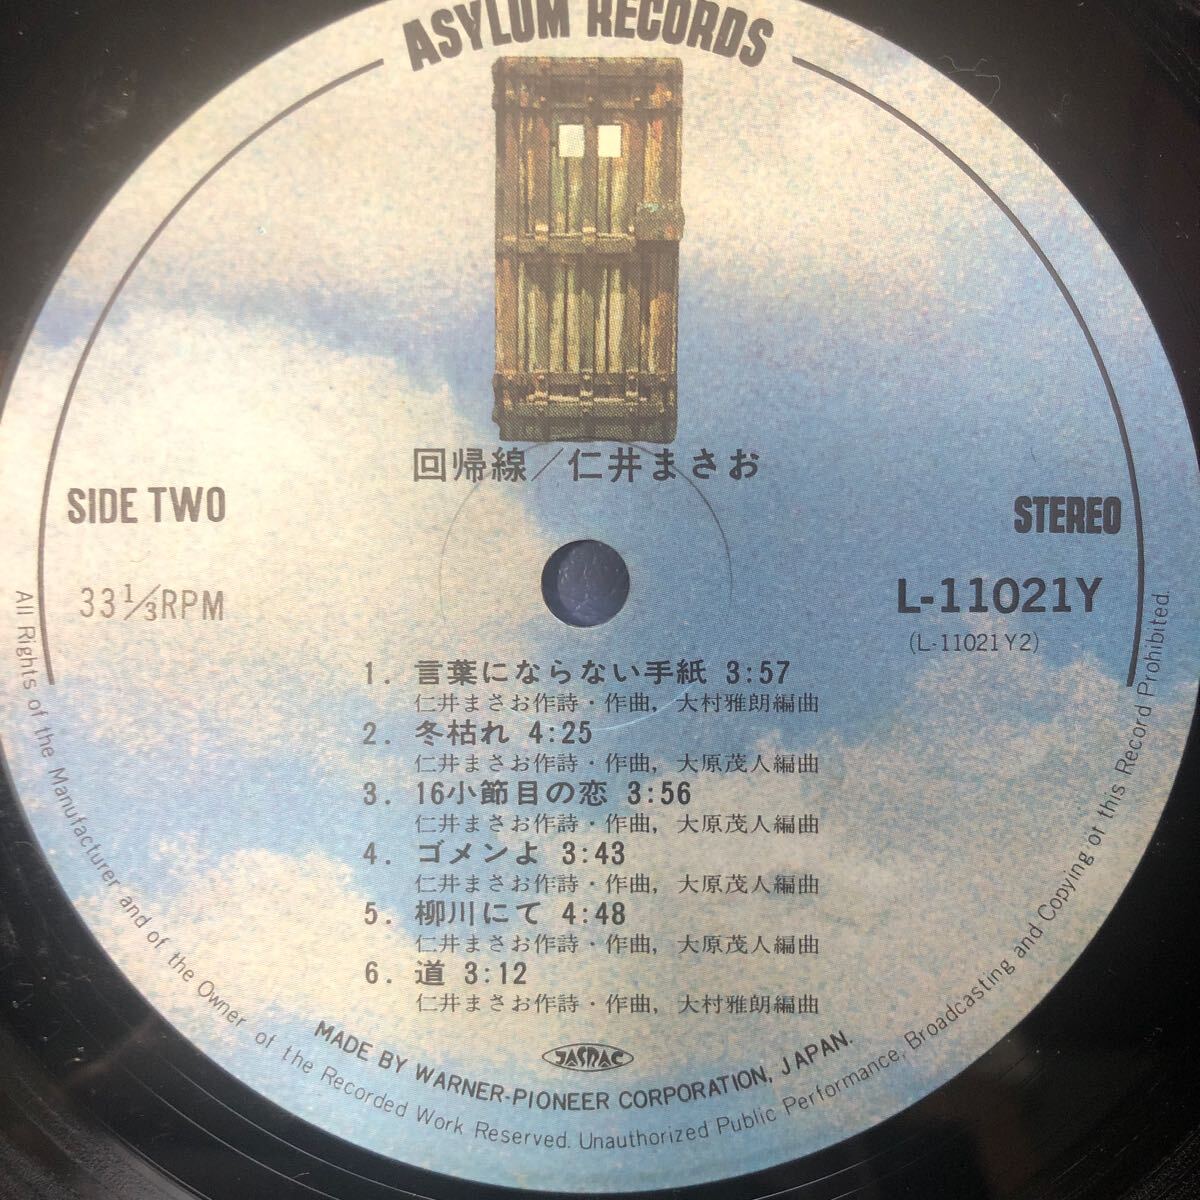 ASYLUM RECORDS
回帰線／仁井まさお
SIDE TWO
STEREO
33 1/3 RPM
L-11021Y
(L-11021Y2)
1. 言葉にならない手紙 3:57
仁井まさお作詩・作曲, 大村雅朗編曲
2. 冬枯れ 4:25
仁井まさお作詩・作曲, 大原茂人編曲
3. 16小節目の恋 3:56
仁井まさお作詩・作曲, 大原茂人編曲
4. ゴメンよ 3:43
仁井まさお作詩・作曲, 大原茂人編曲
5. 柳川にて 4:48
仁井まさお作詩・作曲, 大原茂人編曲
6. 道 3:12
仁井まさお作詩・作曲, 大村雅朗編曲
JASRAC
MADE BY WARNER-PIONEER CORPORATION, JAPAN.
All Rights of the Manufacturer and of the Owner of the Recorded Work Reserved. Unauthorized Public Performance, Broadcasting and Copying of this Record Prohibited.